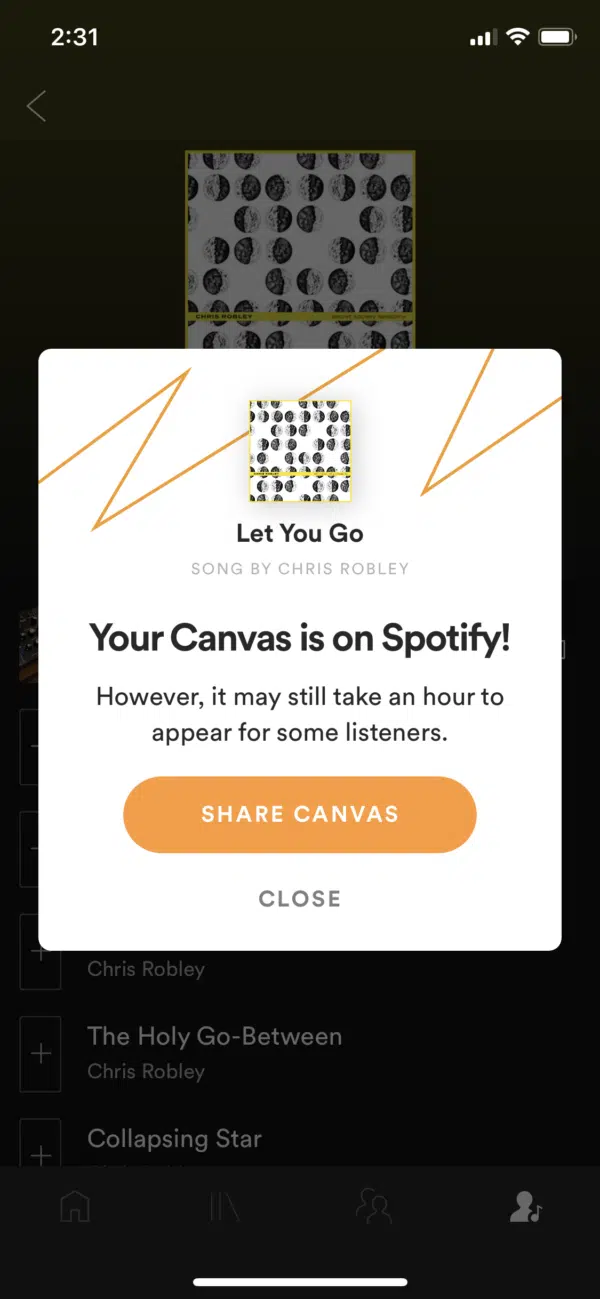 2:31
CHRIS ROBLEY
Let You Go
SONG BY CHRIS ROBLEY
Your Canvas is on Spotify!
However, it may still take an hour to
appear for some listeners.
SHARE CANVAS
CLOSE
Chris Robley
The Holy Go-Between
Chris Robley
Collapsing Star